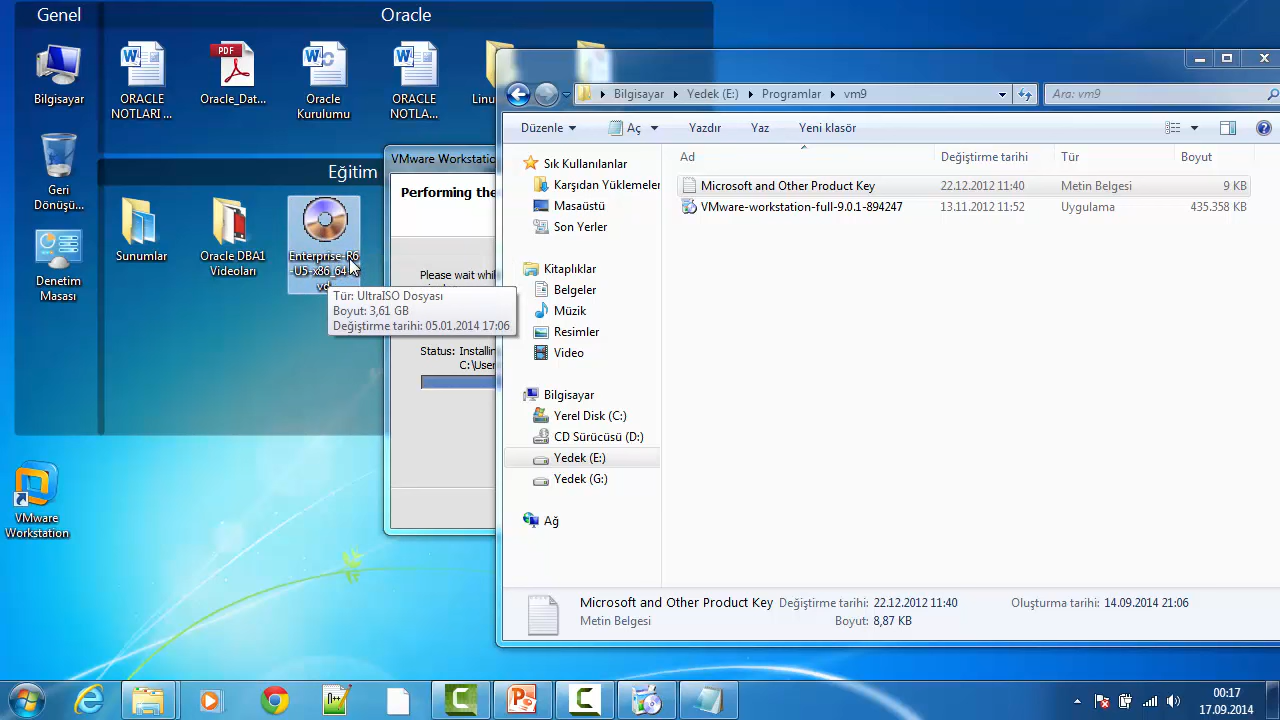 Genel
Oracle
Bilgisayar
ORACLE
NOTLARI ...
Oracle_Dat...
Oracle
Kurulumu
ORACLE
NOTLA...
Geri
Dönüşü...
Denetim
Masası
Eğitim
Sunumlar
Oracle DBA1
Videoları
Enterprise-R6
-U5-x86_64
Tür: UltraISO Dosyası
Boyut: 3,61 GB
Değiştirme tarihi: 05.01.2014 17:06
VMware
Workstation
VMware Workstation
Performing the
Please wait while
Status: Installing
Bilgisayar
Yedek (E:)
Programlar
vm9
Ara: vm9
Düzenle
Aç
Yazdır
Yaz
Yeni klasör
Sık Kullanılanlar
Karşıdan Yüklemeler
Masaüstü
Son Yerler
Kitaplıklar
Belgeler
Müzik
Resimler
Video
Bilgisayar
Yerel Disk (C:)
CD Sürücüsü (D:)
Yedek (E:)
Yedek (G:)
Ağ
Ad Değiştirme tarihi Tür Boyut
Microsoft and Other Product Key 22.12.2012 11:40 Metin Belgesi 9 KB
VMware-workstation-full-9.0.1-894247 13.11.2012 11:52 Uygulama 435.358 KB
Microsoft and Other Product Key Değiştirme tarihi: 22.12.2012 11:40 Oluşturma tarihi: 14.09.2014 21:06
Metin Belgesi Boyut: 8,87 KB
00:17
17.09.2014